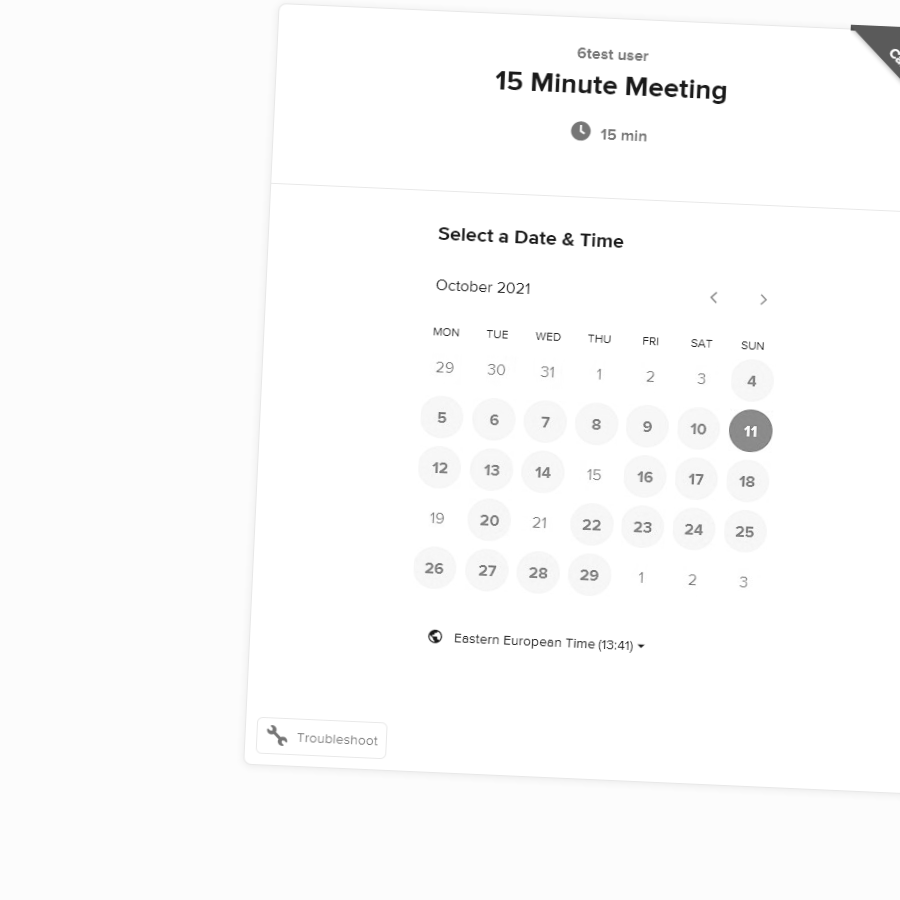 6test user
15 Minute Meeting
15 min
Select a Date & Time
October 2021
MON TUE WED THU FRI SAT SUN
29 30 31 1 2 3 4
5 6 7 8 9 10 11
12 13 14 15 16 17 18
19 20 21 22 23 24 25
26 27 28 29 1 2 3
Eastern European Time (13:41)
Troubleshoot